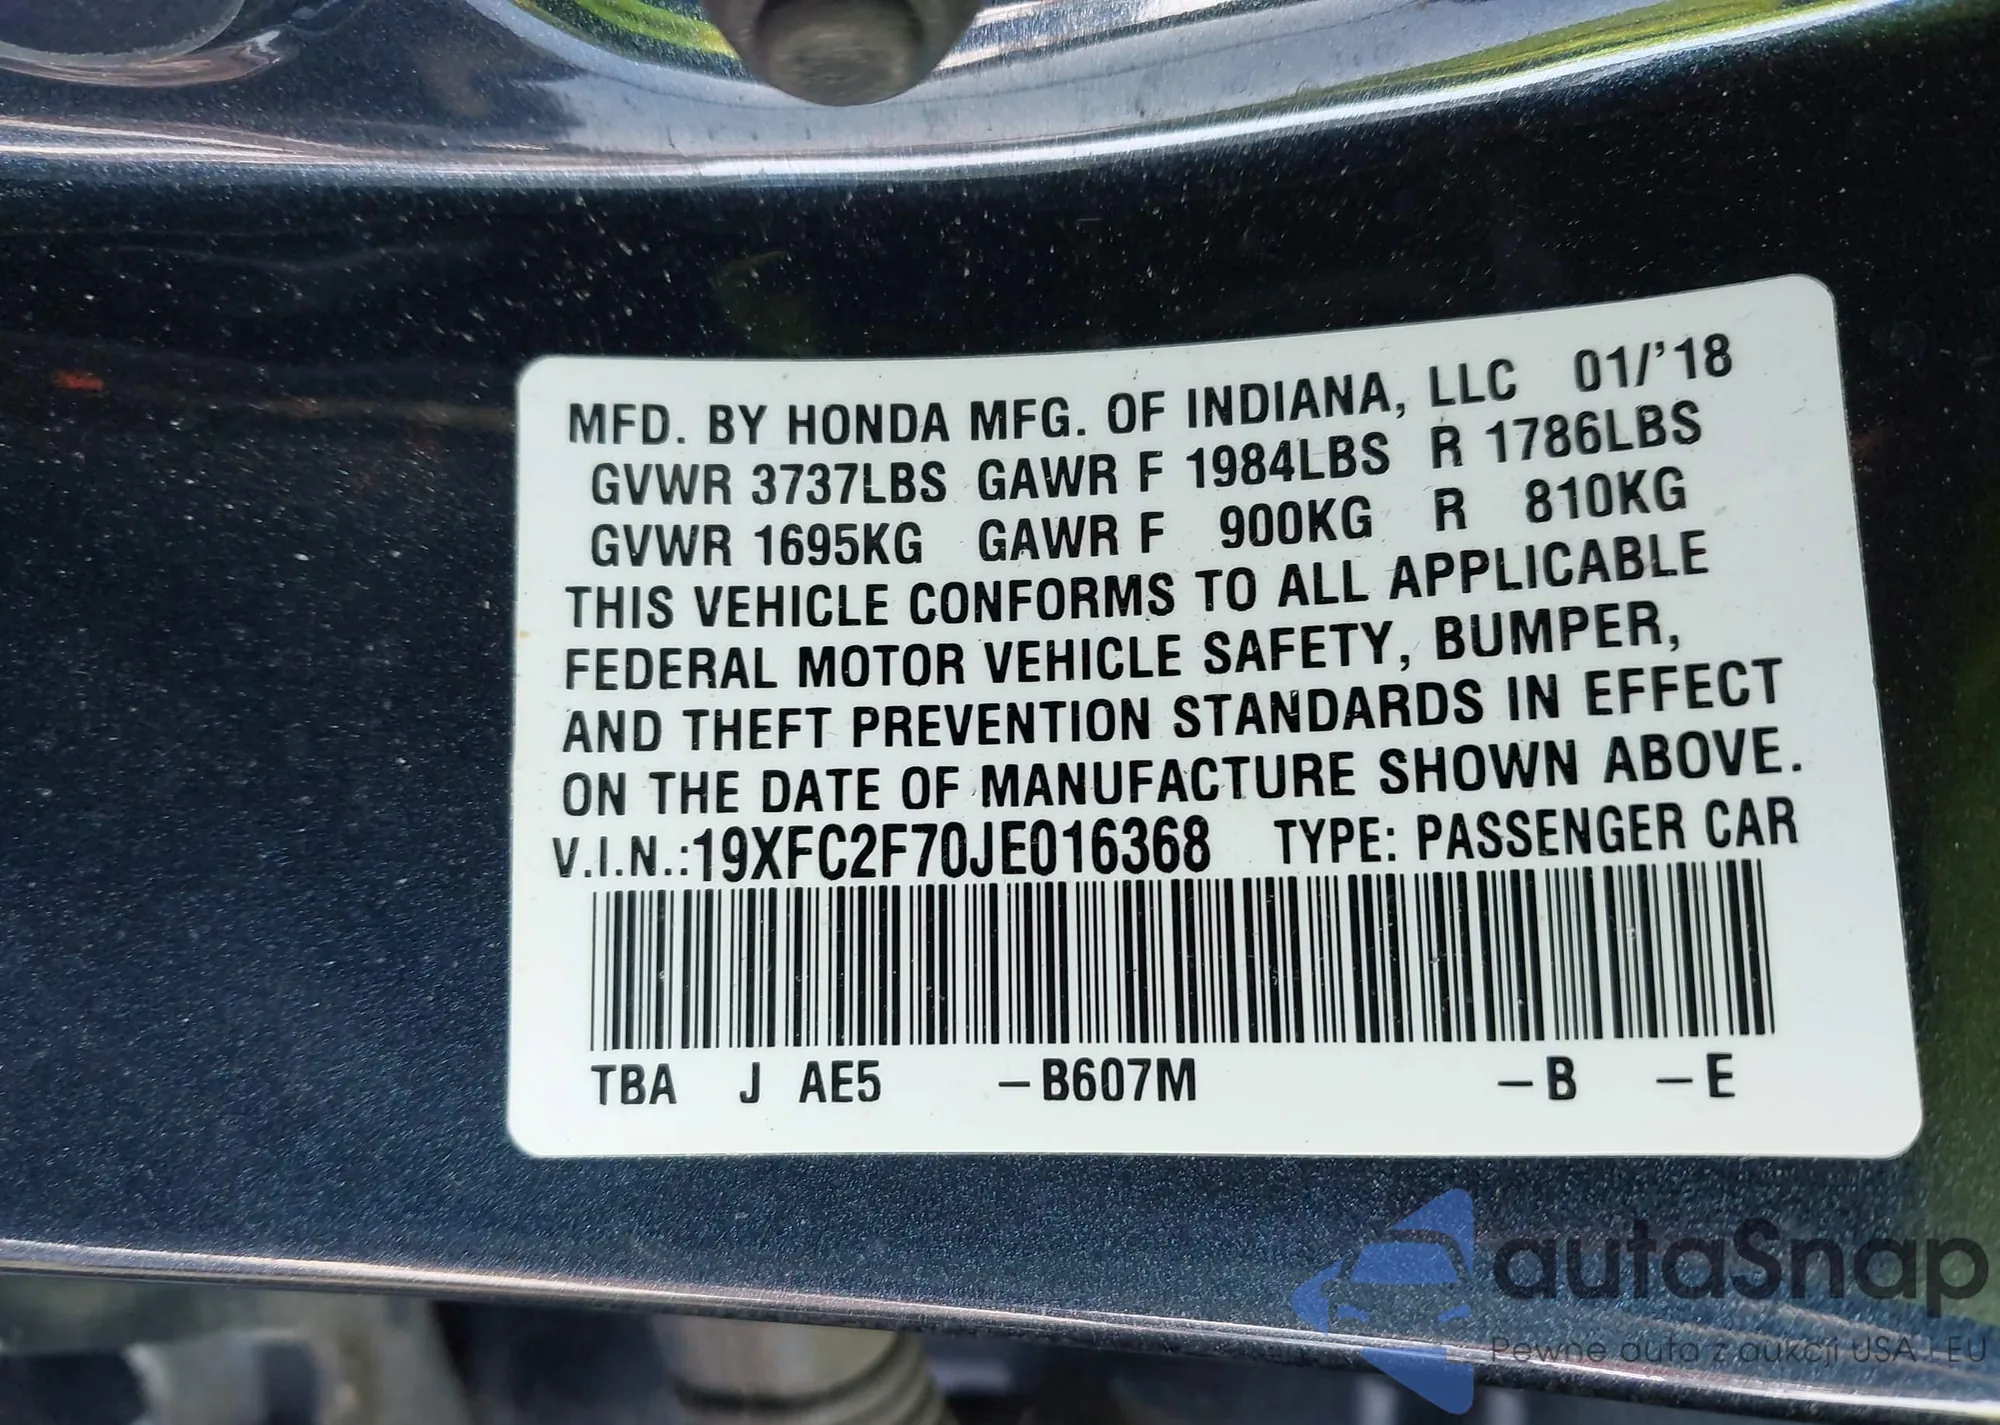 MFD. BY HONDA MFG. OF INDIANA, LLC 01/'18
GVWR 3737LBS GAWR F 1984LBS R 1786LBS
GVWR 1695KG GAWR F 900KG R 810KG
THIS VEHICLE CONFORMS TO ALL APPLICABLE
FEDERAL MOTOR VEHICLE SAFETY, BUMPER,
AND THEFT PREVENTION STANDARDS IN EFFECT
ON THE DATE OF MANUFACTURE SHOWN ABOVE.
V.I.N.:19XFC2F70JE016368 TYPE: PASSENGER CAR
TBA J AE5 –B607M –B –E
autaSnap
Pewne auta z aukcji USA i EU